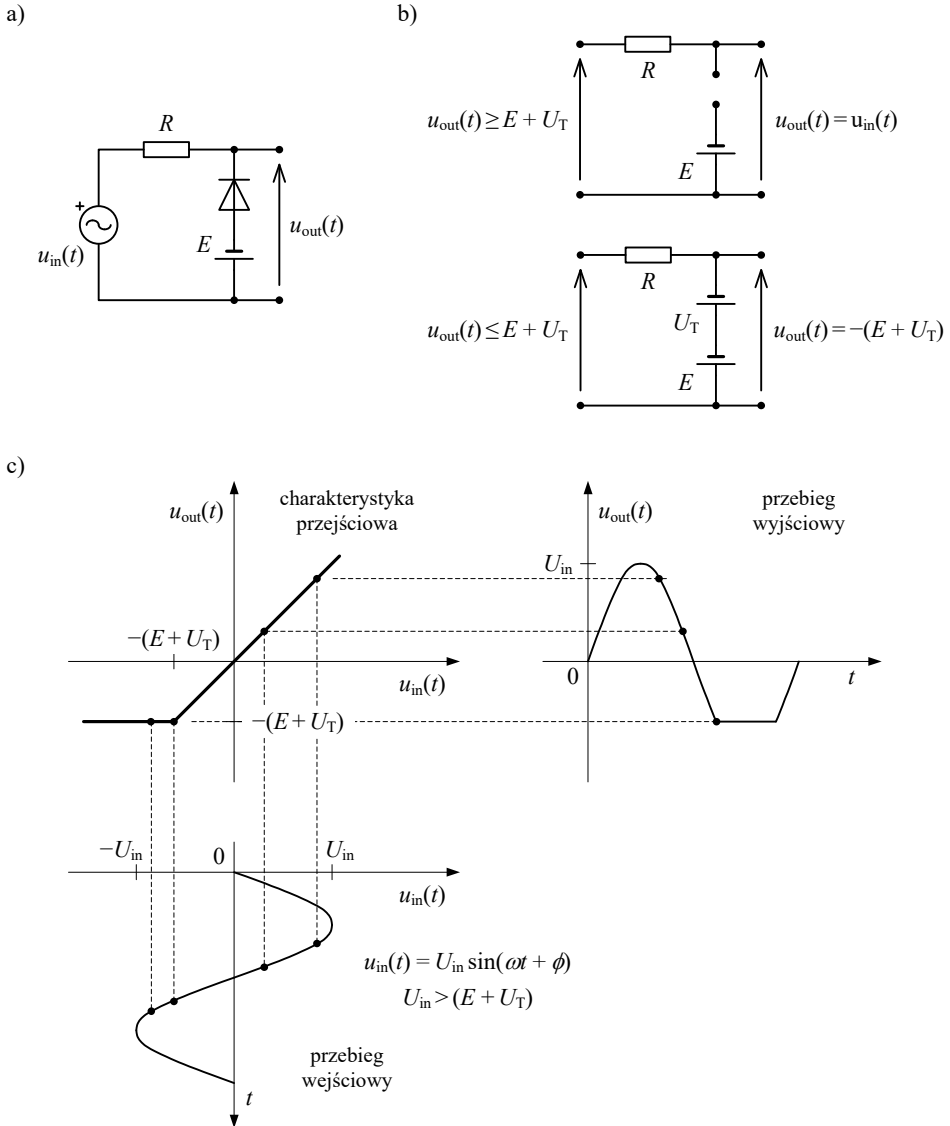 a)
R
+
u_in(t)
E
u_out(t)
b)
R
u_out(t) ≥ E + U_T
E
u_out(t) = u_in(t)
R
u_out(t) ≤ E + U_T
U_T
E
u_out(t) = −(E + U_T)
c)
u_out(t)
charakterystyka
przejściowa
−(E + U_T)
u_in(t)
−(E + U_T)
u_out(t)
przebieg
wyjściowy
U_in
0
t
−U_in
0
U_in
u_in(t)
u_in(t) = U_in sin(ωt + ϕ)
U_in > (E + U_T)
przebieg
wejściowy
t